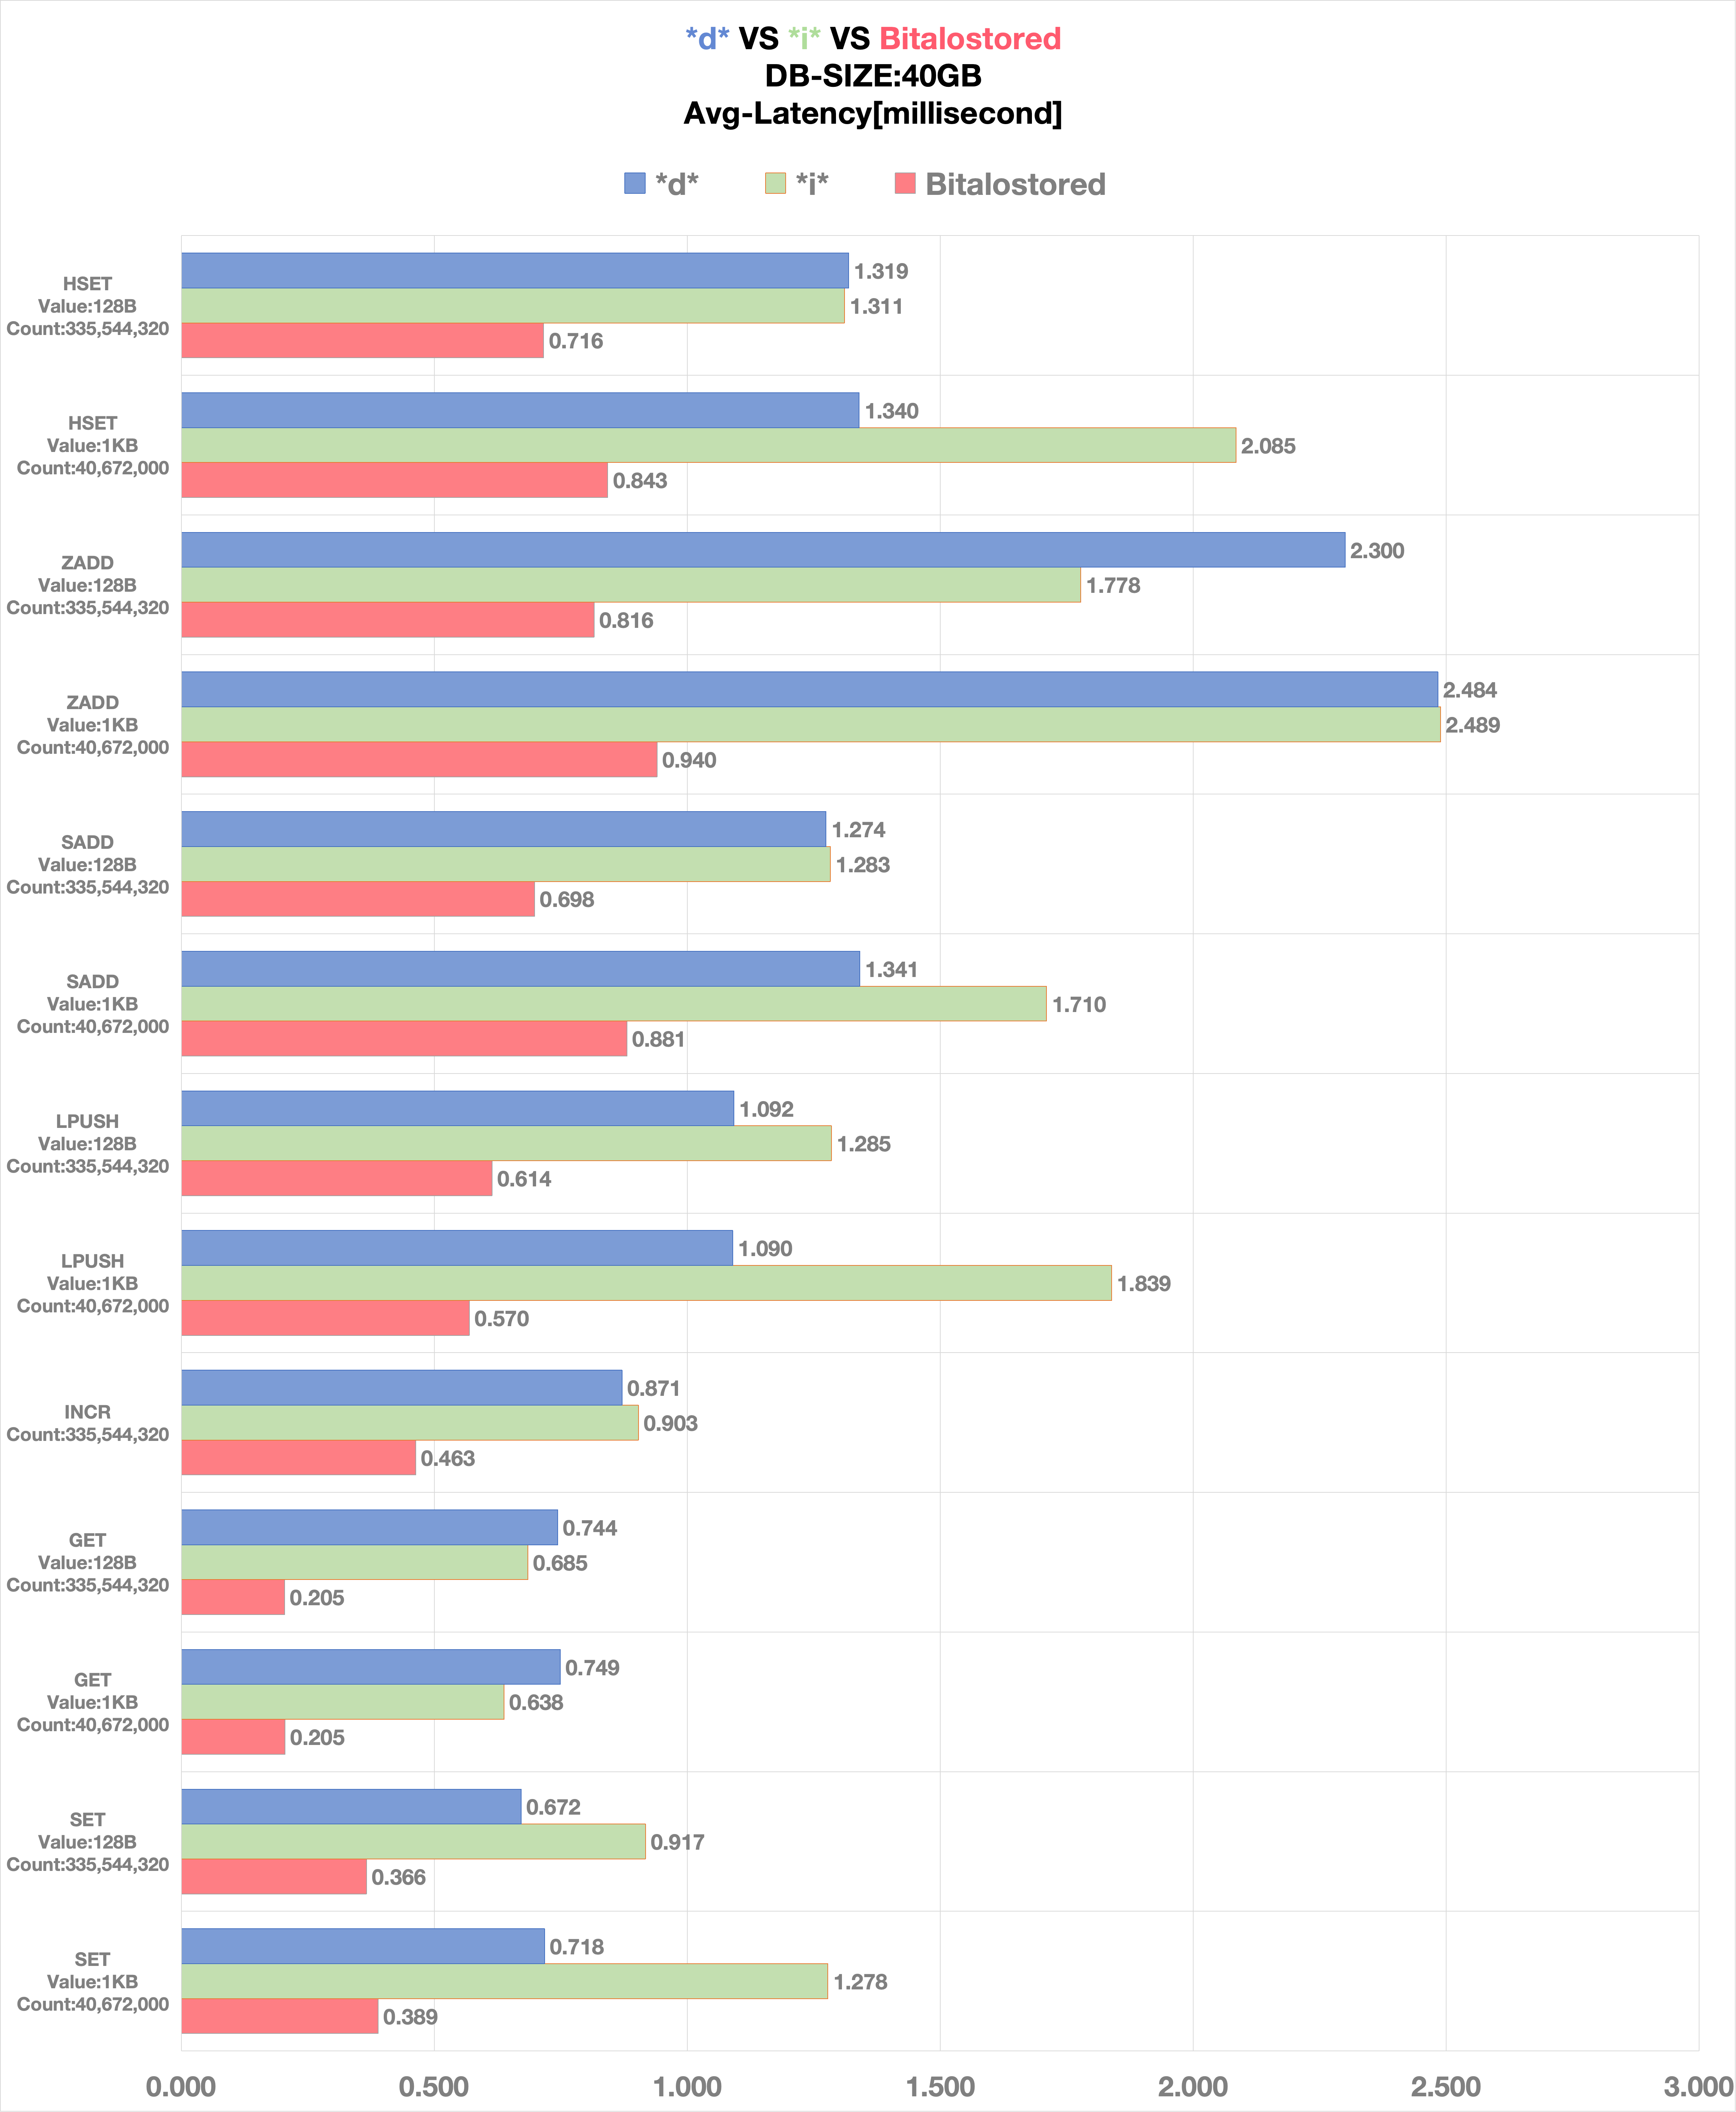 *d* VS *i* VS Bitalostored
DB-SIZE:40GB
Avg-Latency[millisecond]
*d* *i* Bitalostored
HSET
Value:128B
Count:335,544,320
1.319
1.311
0.716
HSET
Value:1KB
Count:40,672,000
1.340
2.085
0.843
ZADD
Value:128B
Count:335,544,320
2.300
1.778
0.816
ZADD
Value:1KB
Count:40,672,000
2.484
2.489
0.940
SADD
Value:128B
Count:335,544,320
1.274
1.283
0.698
SADD
Value:1KB
Count:40,672,000
1.341
1.710
0.881
LPUSH
Value:128B
Count:335,544,320
1.092
1.285
0.614
LPUSH
Value:1KB
Count:40,672,000
1.090
1.839
0.570
INCR
Count:335,544,320
0.871
0.903
0.463
GET
Value:128B
Count:335,544,320
0.744
0.685
0.205
GET
Value:1KB
Count:40,672,000
0.749
0.638
0.205
SET
Value:128B
Count:335,544,320
0.672
0.917
0.366
SET
Value:1KB
Count:40,672,000
0.718
1.278
0.389
0.000 0.500 1.000 1.500 2.000 2.500 3.000